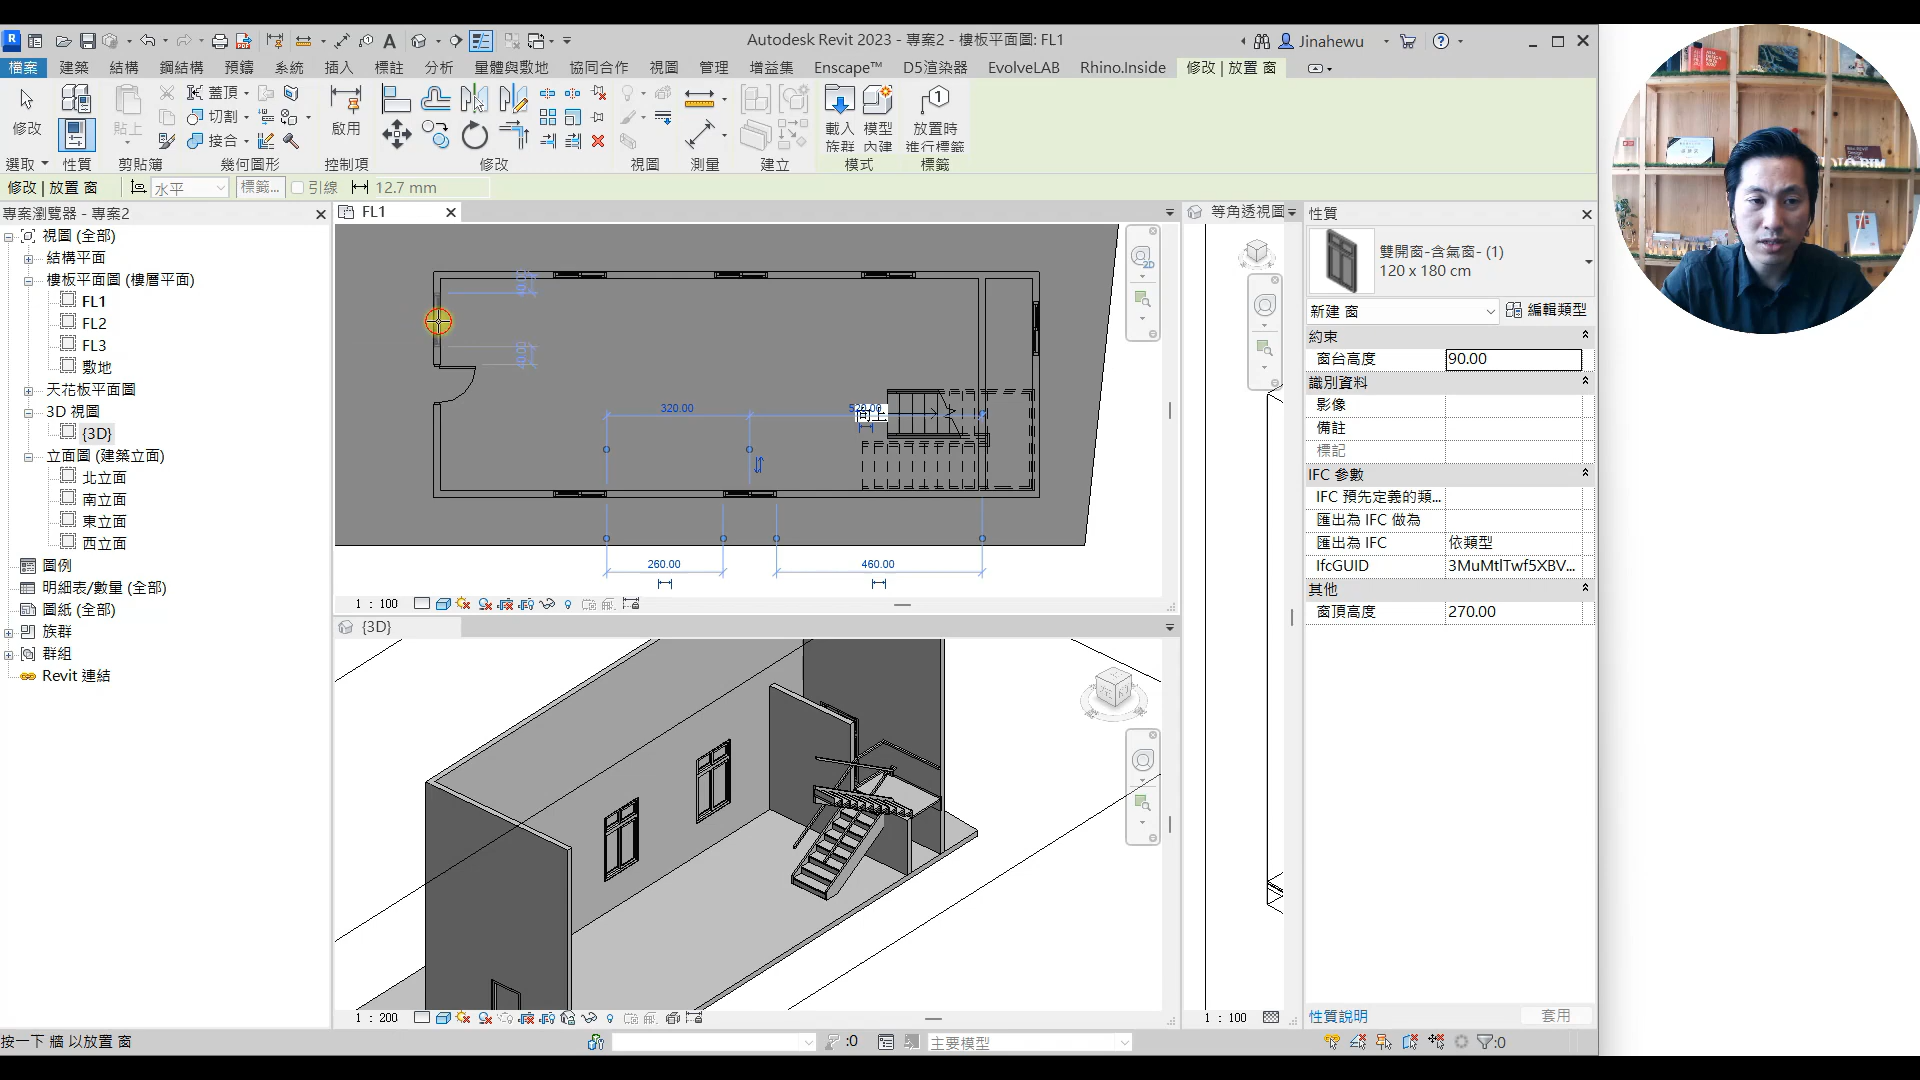 Autodesk Revit 2023 - 專案2 - 樓板平面圖: FL1
Jinahewu
檔案 建築 結構 鋼結構 預鑄 系統 插入 標註 分析 量體與敷地 協同合作 視圖 管理 增益集 Enscape™ D5渲染器 EvolveLAB Rhino.Inside 修改 | 放置 窗
修改
貼上
蓋頂
切割
接合
啟用
載入 族群
模型 內建
放置時 進行標籤
選取 性質 剪貼簿 幾何圖形 控制項 修改 視圖 測量 建立 模式 標籤
修改 | 放置 窗 水平 標籤... 引線 12.7 mm
專案瀏覽器 - 專案2
視圖 (全部)
結構平面
樓板平面圖 (樓層平面)
FL1
FL2
FL3
敷地
天花板平面圖
3D 視圖
{3D}
立面圖 (建築立面)
北立面
南立面
東立面
西立面
圖例
明細表/數量 (全部)
圖紙 (全部)
族群
群組
Revit 連結
FL1
2D
320.00
向上
260.00
460.00
1 : 100
{3D}
1 : 200
等角透視圖
1 : 100
性質
雙開窗-含氣窗- (1)
120 x 180 cm
新建 窗 編輯類型
約束
窗台高度 90.00
識別資料
影像
備註
標記
IFC 參數
IFC 預先定義的類...
匯出為 IFC 做為
匯出為 IFC 依類型
IfcGUID 3MuMtlTwf5XBV...
其他
窗頂高度 270.00
性質說明 套用
按一下 牆 以放置 窗 :0 主要模型 :0